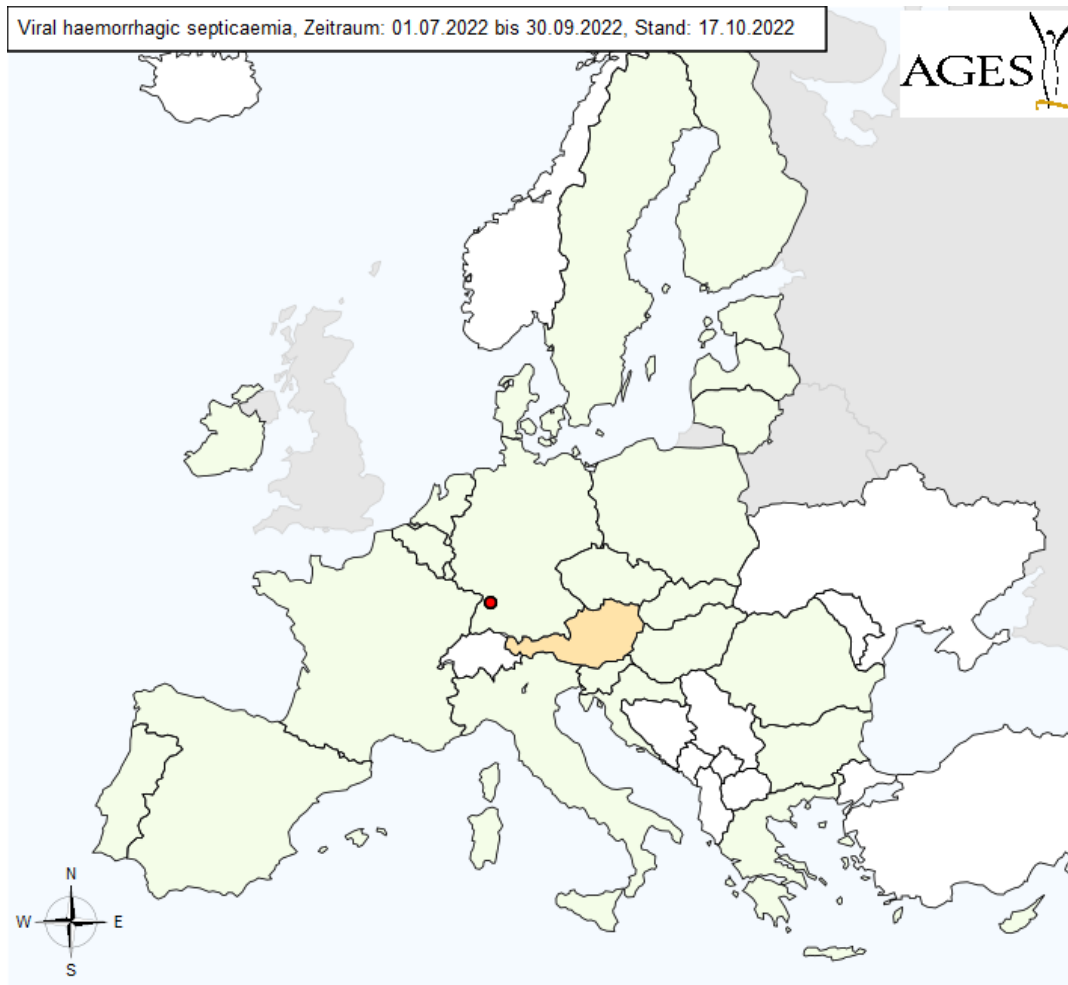 Viral haemorrhagic septicaemia, Zeitraum: 01.07.2022 bis 30.09.2022, Stand: 17.10.2022
AGES
N
W E
S